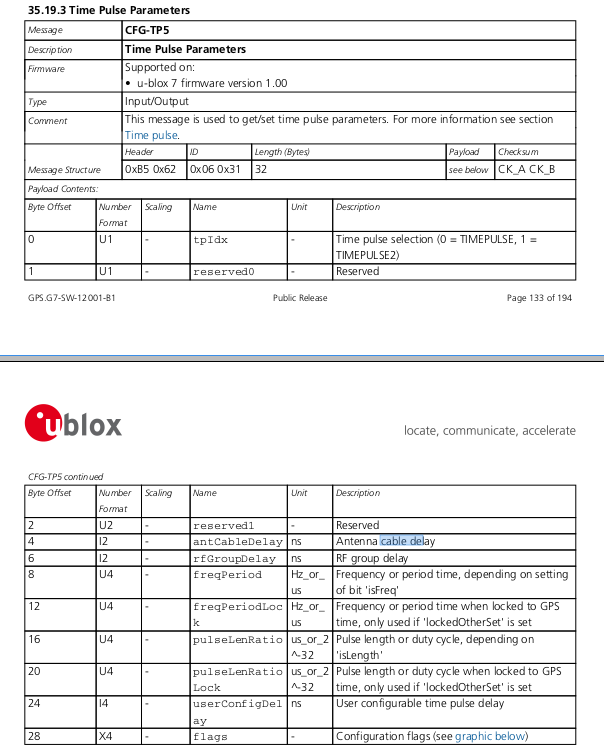 35.19.3 Time Pulse Parameters
Message CFG-TP5
Description Time Pulse Parameters
Firmware Supported on:
• u-blox 7 firmware version 1.00
Type Input/Output
Comment This message is used to get/set time pulse parameters. For more information see section
Time pulse.
Header ID Length (Bytes) Payload Checksum
Message Structure 0xB5 0x62 0x06 0x31 32 see below CK_A CK_B
Payload Contents:
Byte Offset Number Scaling Name Unit Description
Format
0 U1 - tpIdx - Time pulse selection (0 = TIMEPULSE, 1 =
TIMEPULSE2)
1 U1 - reserved0 - Reserved
GPS.G7-SW-12001-B1 Public Release Page 133 of 194
ublox locate, communicate, accelerate
CFG-TP5 continued
Byte Offset Number Scaling Name Unit Description
Format
2 U2 - reserved1 - Reserved
4 I2 - antCableDelay ns Antenna cable delay
6 I2 - rfGroupDelay ns RF group delay
8 U4 - freqPeriod Hz_or_ Frequency or period time, depending on setting
us of bit 'isFreq'
12 U4 - freqPeriodLoc Hz_or_ Frequency or period time when locked to GPS
k us time, only used if 'lockedOtherSet' is set
16 U4 - pulseLenRatio us_or_2 Pulse length or duty cycle, depending on
^-32 'isLength'
20 U4 - pulseLenRatio us_or_2 Pulse length or duty cycle when locked to GPS
Lock ^-32 time, only used if 'lockedOtherSet' is set
24 I4 - userConfigDel ns User configurable time pulse delay
ay
28 X4 - flags - Configuration flags (see graphic below)